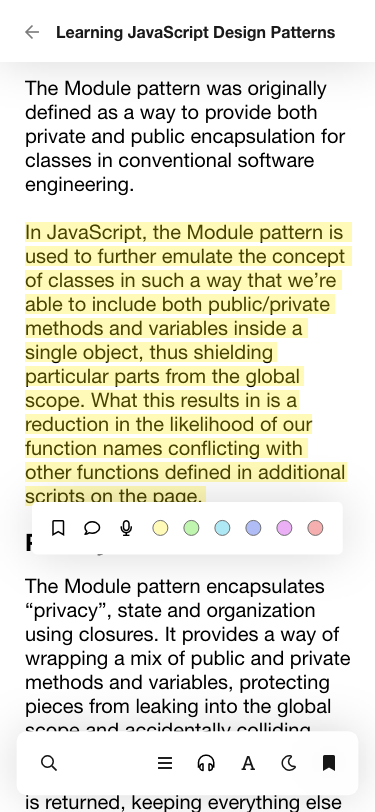 Learning JavaScript Design Patterns
The Module pattern was originally
defined as a way to provide both
private and public encapsulation for
classes in conventional software
engineering.
In JavaScript, the Module pattern is
used to further emulate the concept
of classes in such a way that we’re
able to include both public/private
methods and variables inside a
single object, thus shielding
particular parts from the global
scope. What this results in is a
reduction in the likelihood of our
function names conflicting with
other functions defined in additional
scripts on the page.
The Module pattern encapsulates
“privacy”, state and organization
using closures. It provides a way of
wrapping a mix of public and private
methods and variables, protecting
pieces from leaking into the global
scope and accidentally colliding
A
is returned, keeping everything else